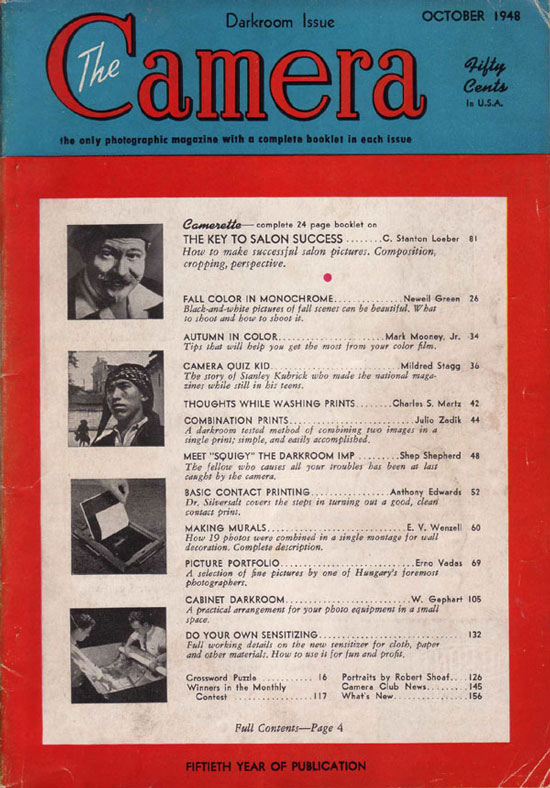 Darkroom Issue
OCTOBER 1948
The Camera
Fifty
Cents
In U.S.A.
the only photographic magazine with a complete booklet in each issue
Camerette—complete 24 page booklet on
THE KEY TO SALON SUCCESS ........C. Stanton Loeber 81
How to make successful salon pictures. Composition,
cropping, perspective.
FALL COLOR IN MONOCHROME..............Newell Green 26
Black-and-white pictures of fall scenes can be beautiful. What
to shoot and how to shoot it.
AUTUMN IN COLOR......................Mark Mooney, Jr. 34
Tips that will help you get the most from your color film.
CAMERA QUIZ KID........................Mildred Stagg 36
The story of Stanley Kubrick who made the national maga-
zines while still in his teens.
THOUGHTS WHILE WASHING PRINTS........Charles S. Martz 42
COMBINATION PRINTS......................Julio Zadik 44
A darkroom tested method of combining two images in a
single print; simple, and easily accomplished.
MEET "SQUIGY" THE DARKROOM IMP ........Shep Shepherd 48
The fellow who causes all your troubles has been at last
caught by the camera.
BASIC CONTACT PRINTING................Anthony Edwards 52
Dr. Silversalt covers the steps in turning out a good, clean
contact print.
MAKING MURALS..........................E. V. Wenzell 60
How 19 photos were combined in a single montage for wall
decoration. Complete description.
PICTURE PORTFOLIO........................Erno Vadas 69
A selection of fine pictures by one of Hungary's foremost
photographers.
CABINET DARKROOM........................W. Gephart 105
A practical arrangement for your photo equipment in a small
space.
DO YOUR OWN SENSITIZING............................132
Full working details on the new sensitizer for cloth, paper
and other materials. How to use it for fun and profit.
Crossword Puzzle ........... 16 Portraits by Robert Shoaf...126
Winners in the Monthly Camera Club News.........145
Contest .................117 What's New.................156
Full Contents—Page 4
FIFTIETH YEAR OF PUBLICATION